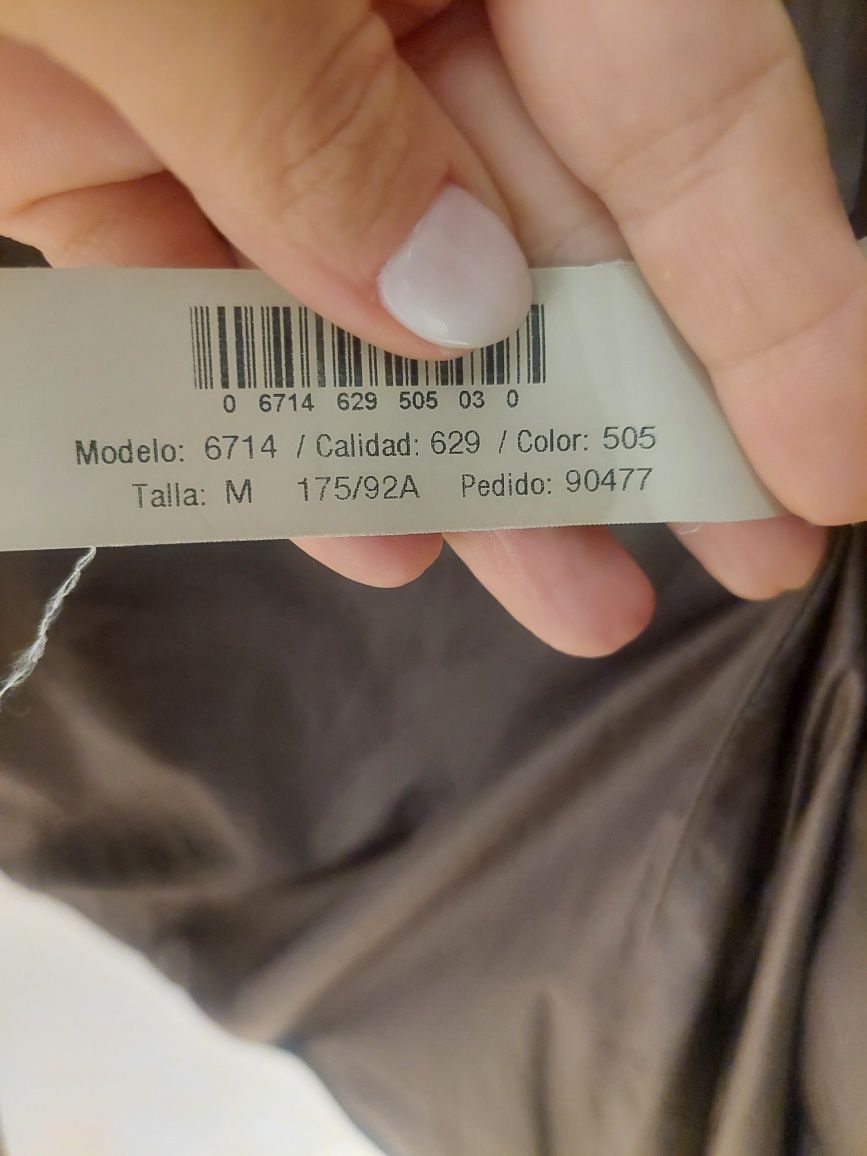 0 6714 629 505 03 0
Modelo: 6714 / Calidad: 629 / Color: 505
Talla: M 175/92A Pedido: 90477